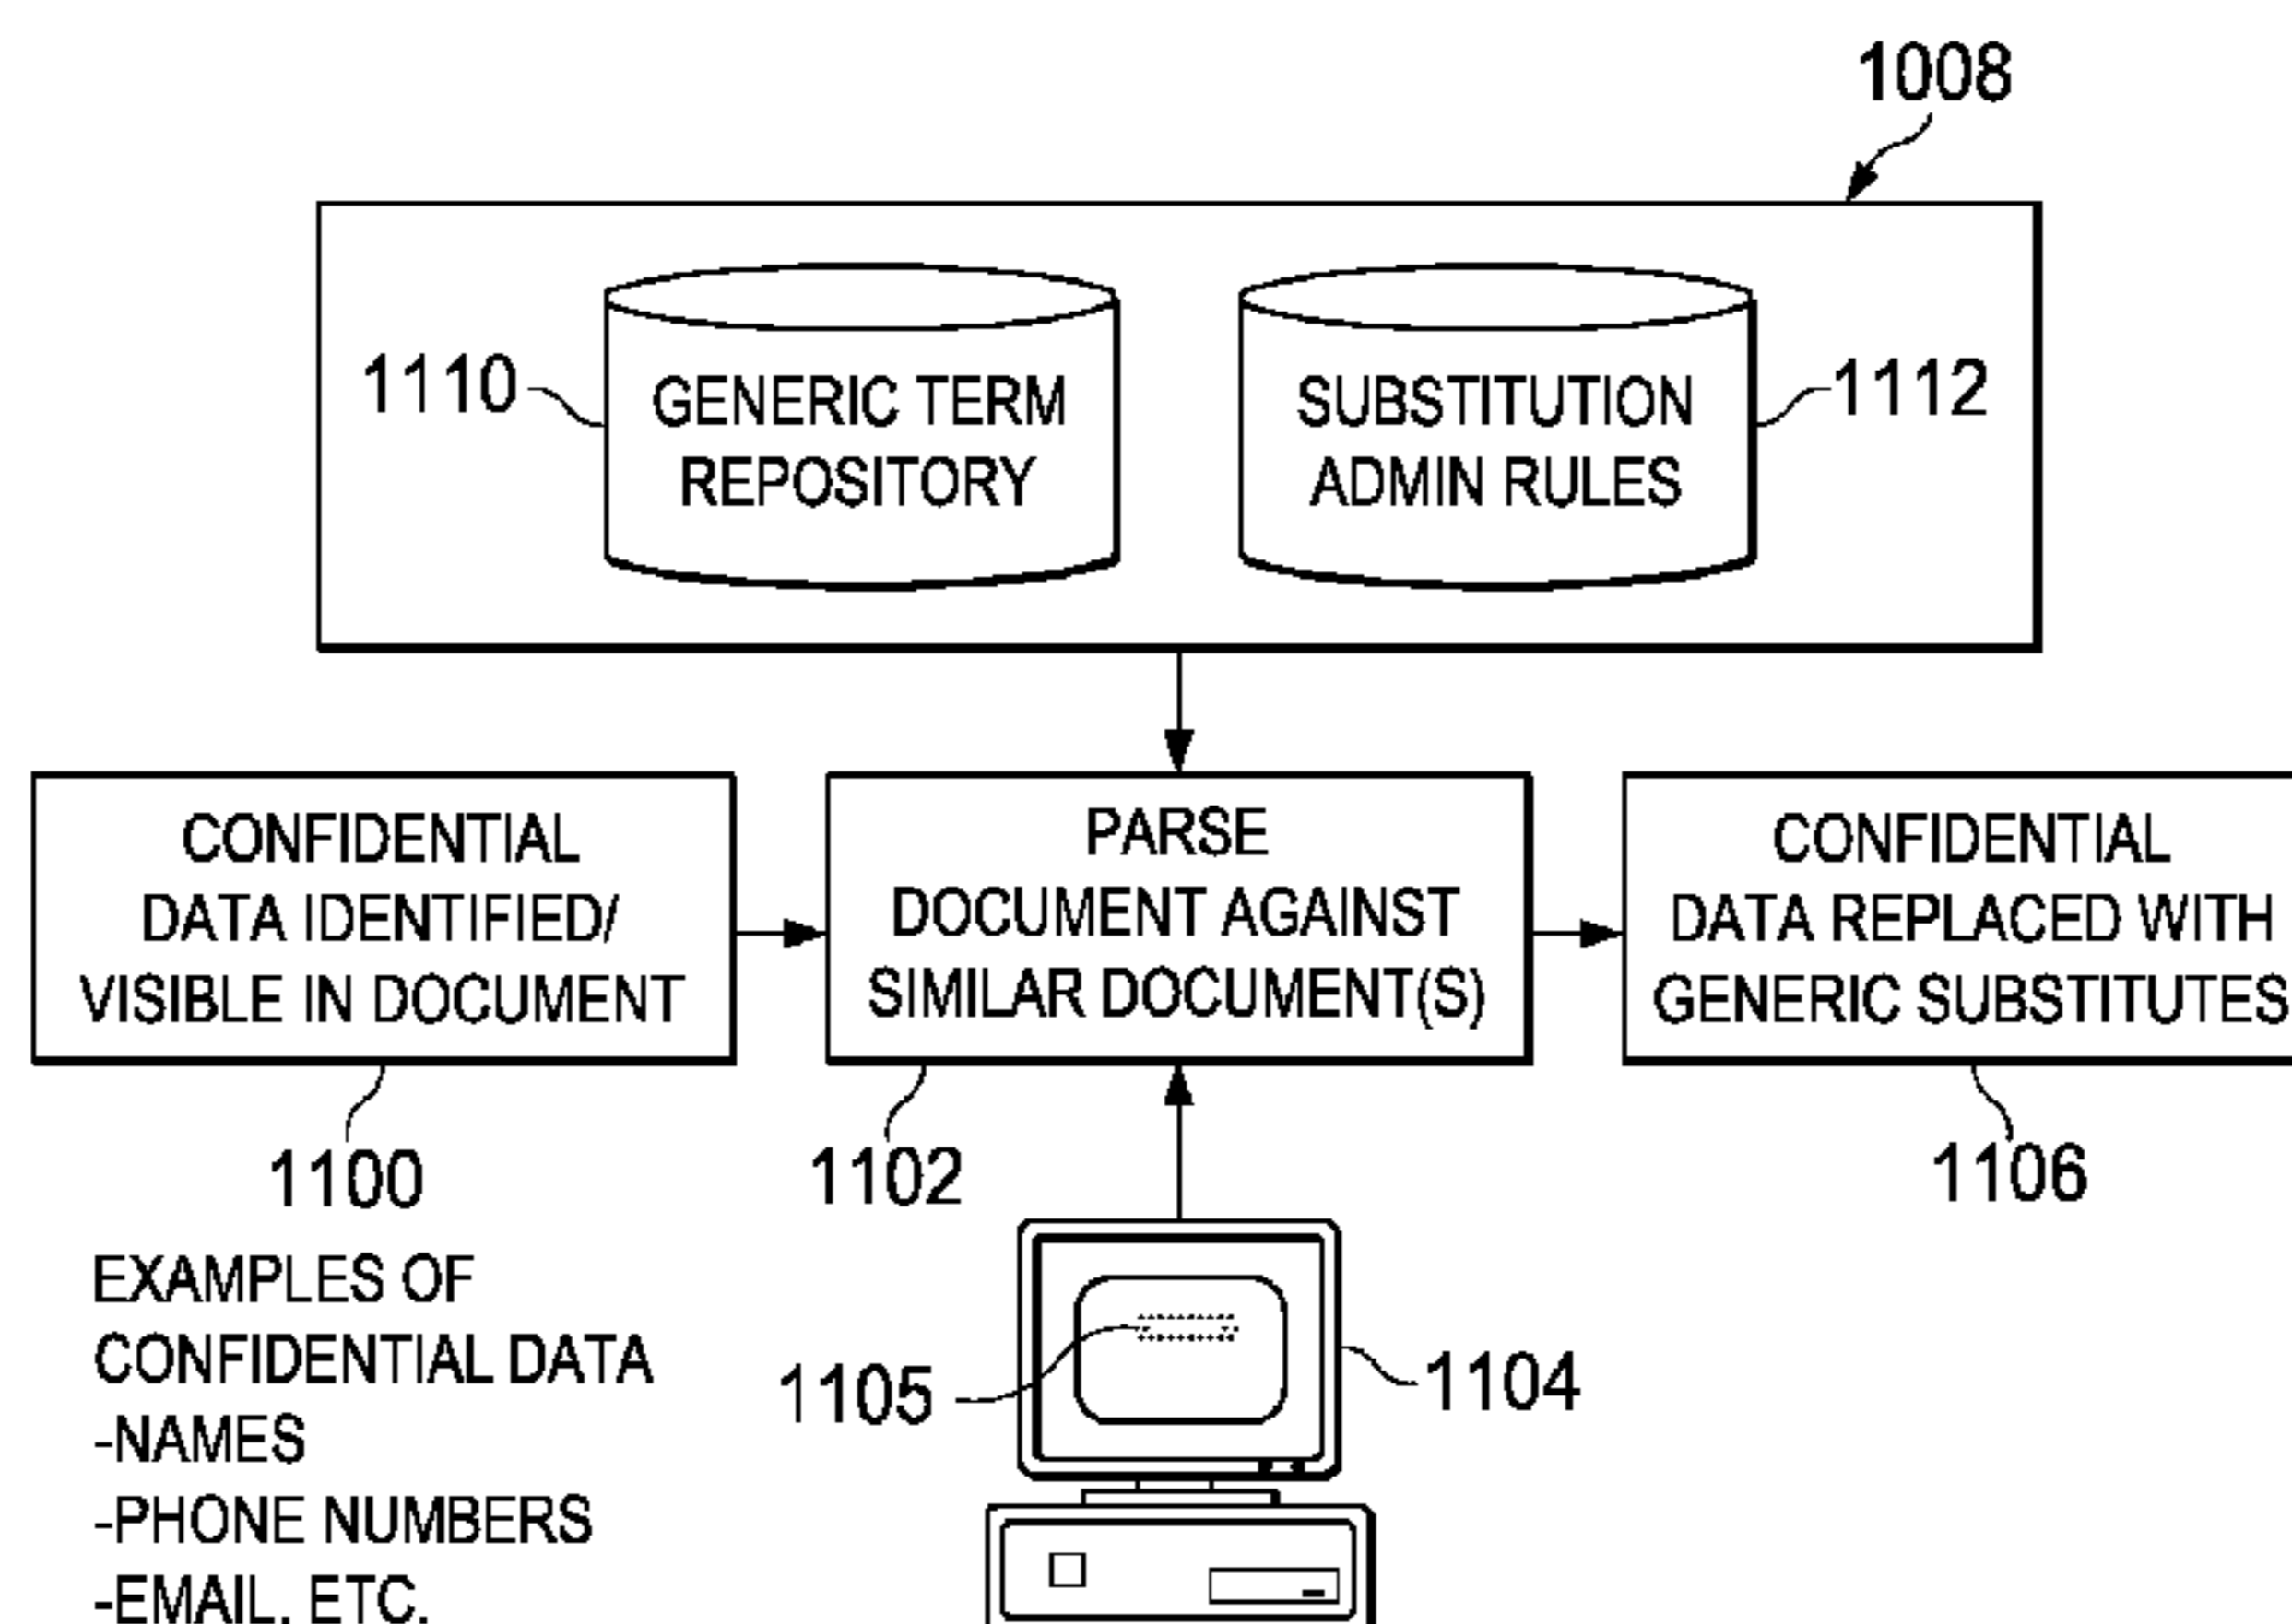 1008
1110
GENERIC TERM
REPOSITORY
SUBSTITUTION
ADMIN RULES
1112
CONFIDENTIAL
DATA IDENTIFIED/
VISIBLE IN DOCUMENT
PARSE
DOCUMENT AGAINST
SIMILAR DOCUMENT(S)
CONFIDENTIAL
DATA REPLACED WITH
GENERIC SUBSTITUTES
1100
1102
1106
EXAMPLES OF
CONFIDENTIAL DATA
-NAMES
-PHONE NUMBERS
-EMAIL, ETC.
1105
1104